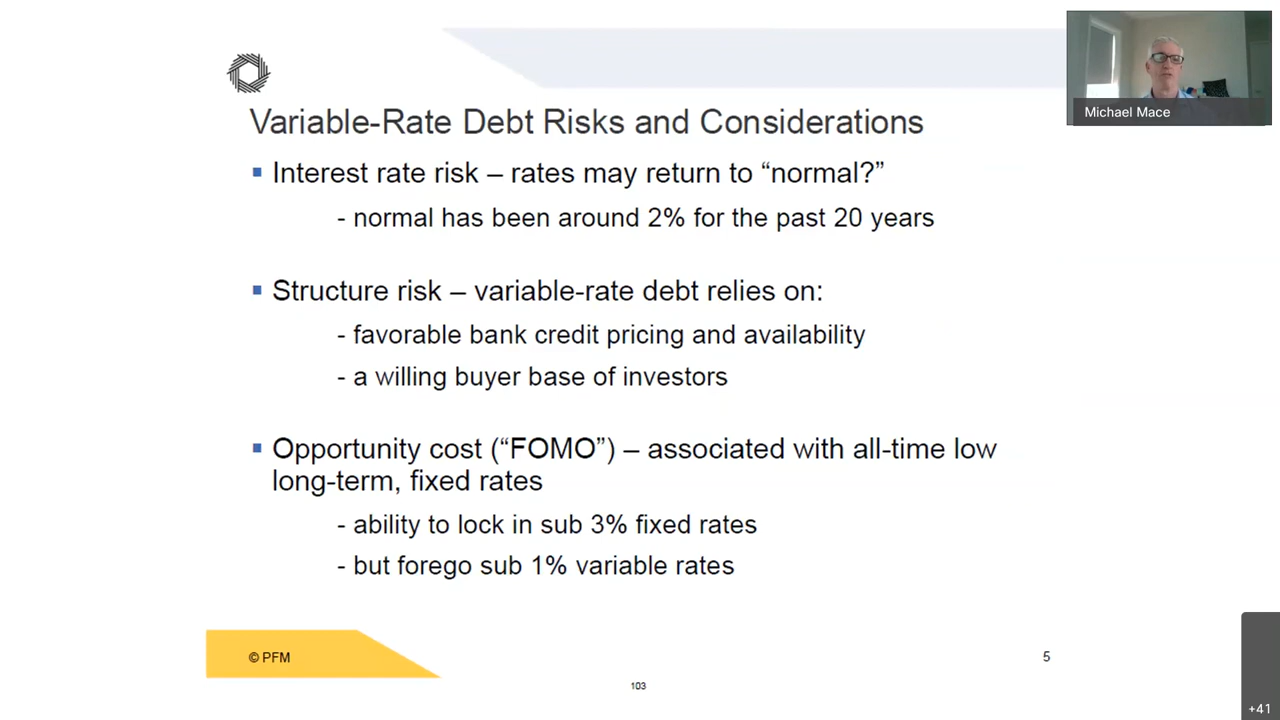 Michael Mace
Variable-Rate Debt Risks and Considerations
▪ Interest rate risk – rates may return to “normal?”
- normal has been around 2% for the past 20 years
▪ Structure risk – variable-rate debt relies on:
- favorable bank credit pricing and availability
- a willing buyer base of investors
▪ Opportunity cost (“FOMO”) – associated with all-time low
long-term, fixed rates
- ability to lock in sub 3% fixed rates
- but forego sub 1% variable rates
© PFM
5
103
+41